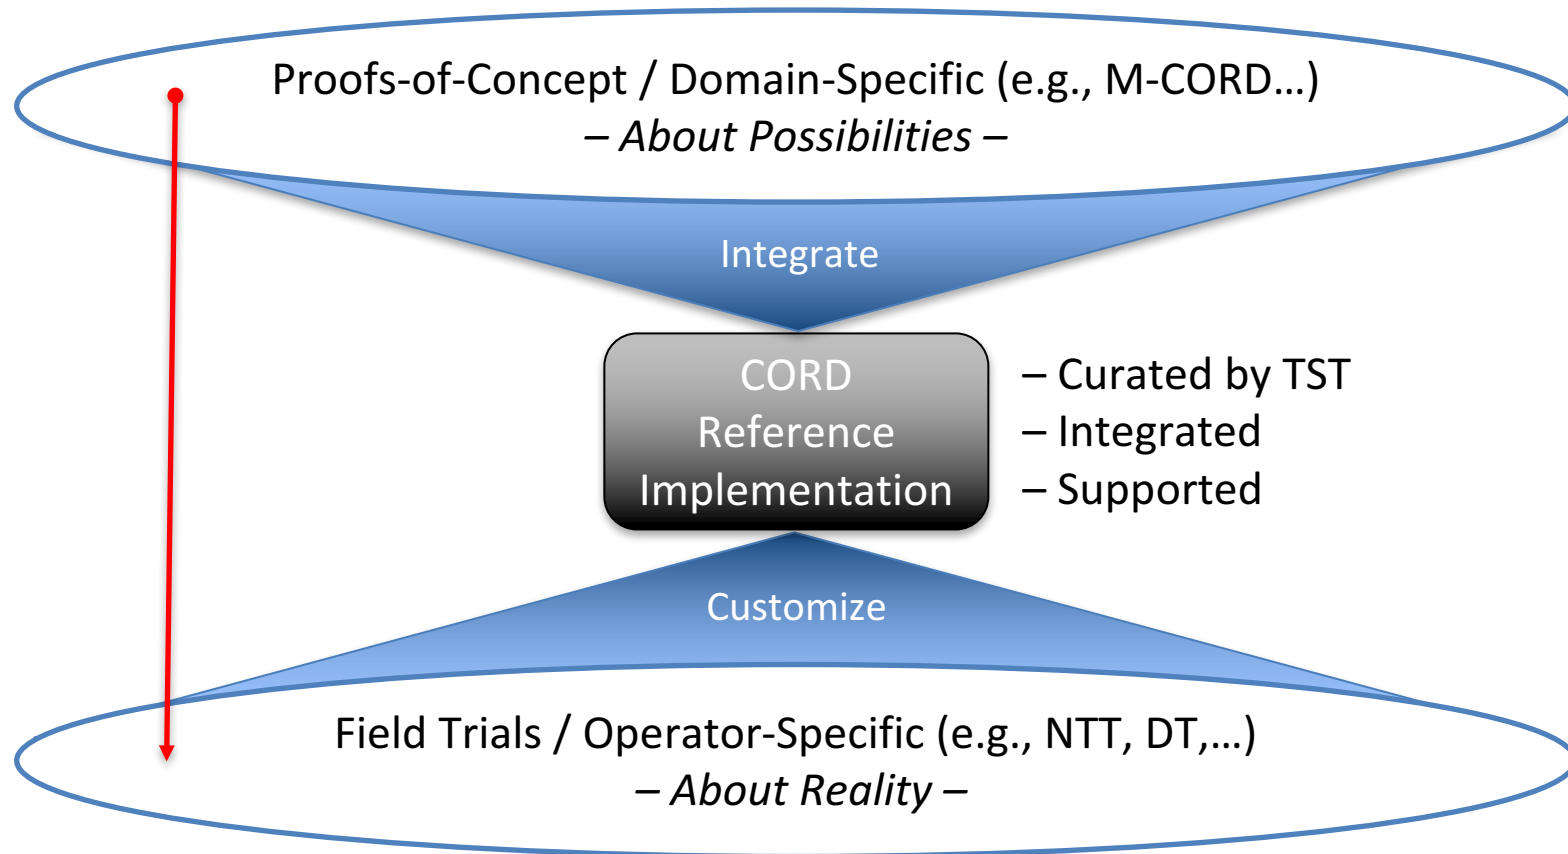 Proofs-of-Concept / Domain-Specific (e.g., M-CORD…)
– About Possibilities –
Integrate
CORD
Reference
Implementation
– Curated by TST
– Integrated
– Supported
Customize
Field Trials / Operator-Specific (e.g., NTT, DT,…)
– About Reality –